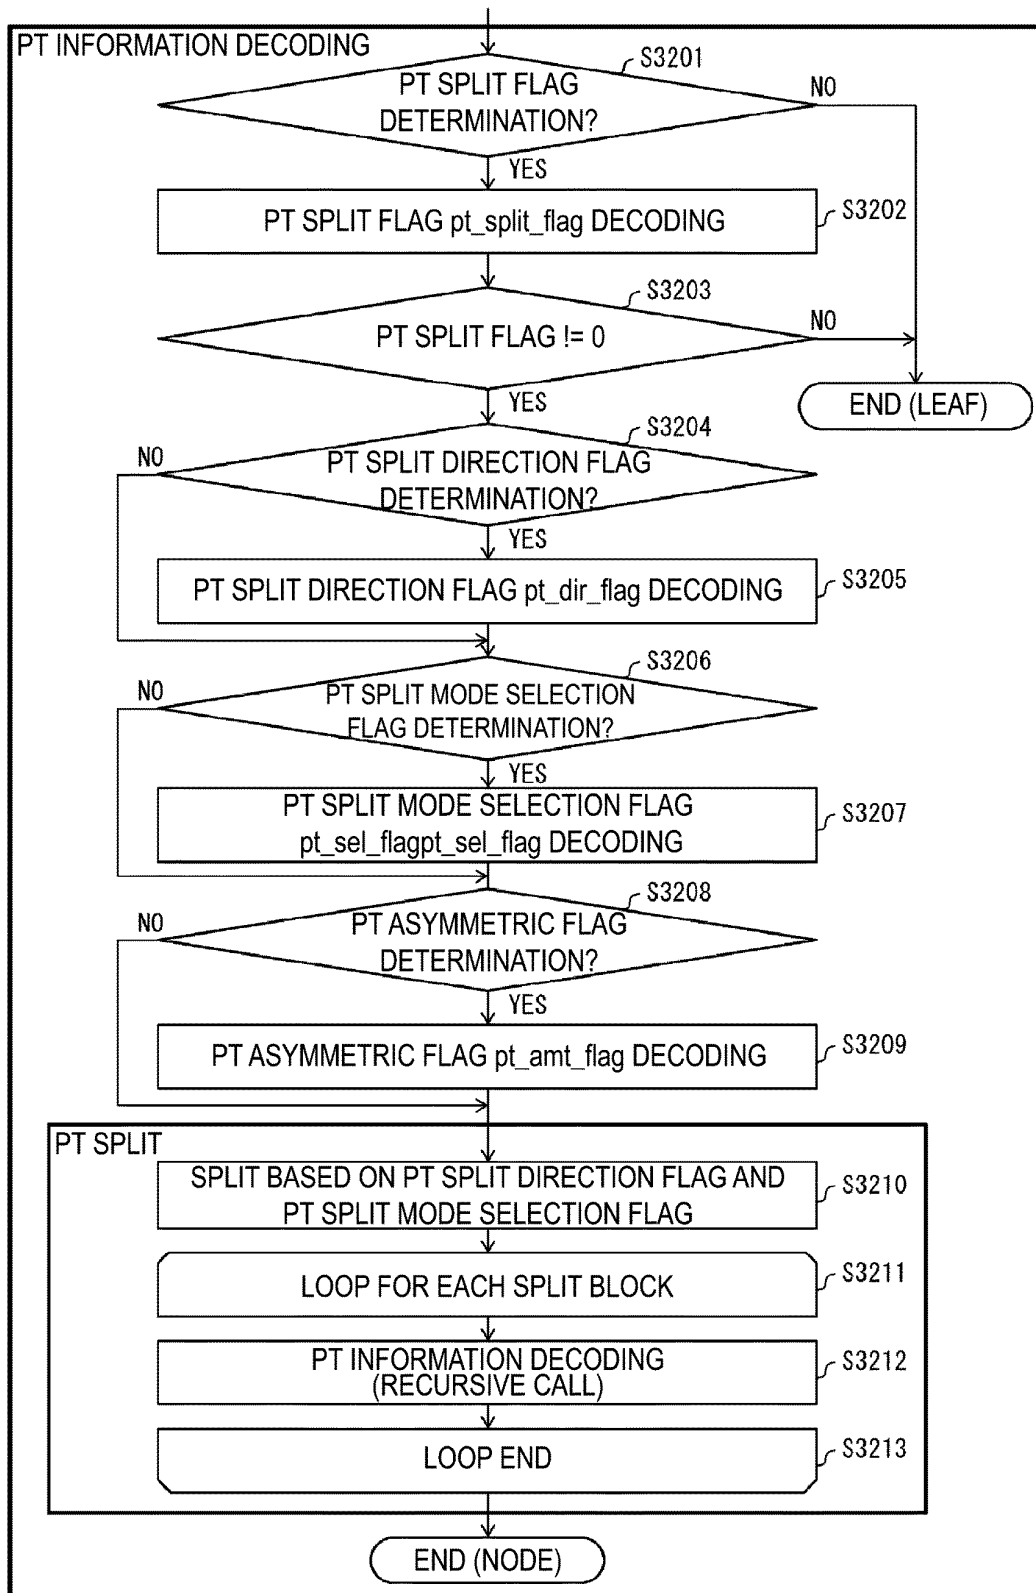 PT INFORMATION DECODING
S3201
PT SPLIT FLAG
DETERMINATION?
NO
YES
S3202
PT SPLIT FLAG pt_split_flag DECODING
S3203
PT SPLIT FLAG != 0
NO
YES
END (LEAF)
S3204
NO
PT SPLIT DIRECTION FLAG
DETERMINATION?
YES
S3205
PT SPLIT DIRECTION FLAG pt_dir_flag DECODING
S3206
NO
PT SPLIT MODE SELECTION
FLAG DETERMINATION?
YES
PT SPLIT MODE SELECTION FLAG
S3207
pt_sel_flagpt_sel_flag DECODING
S3208
NO
PT ASYMMETRIC FLAG
DETERMINATION?
YES
S3209
PT ASYMMETRIC FLAG pt_amt_flag DECODING
PT SPLIT
SPLIT BASED ON PT SPLIT DIRECTION FLAG AND
S3210
PT SPLIT MODE SELECTION FLAG
S3211
LOOP FOR EACH SPLIT BLOCK
PT INFORMATION DECODING
S3212
(RECURSIVE CALL)
S3213
LOOP END
END (NODE)